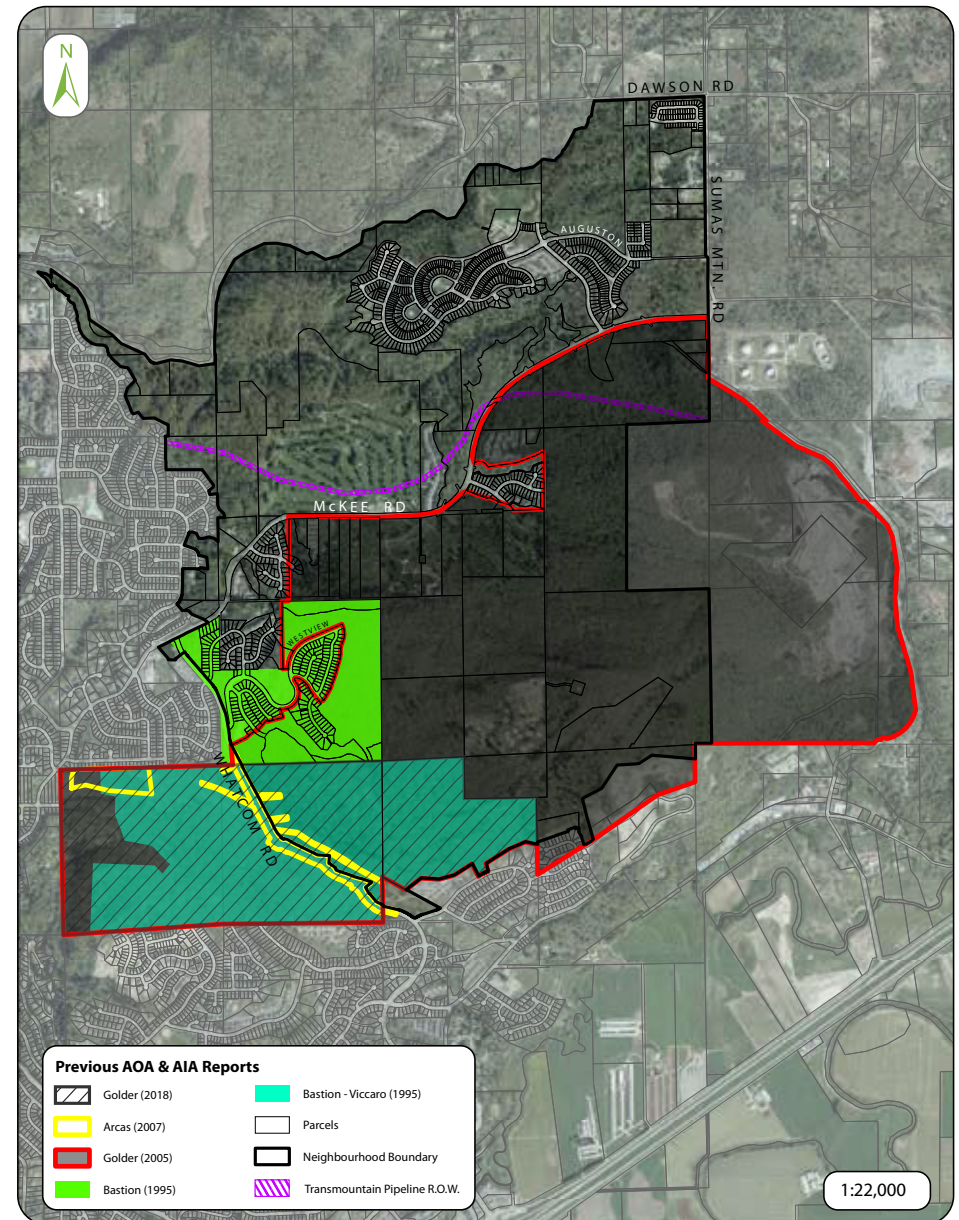 N
DAWSON RD
SUMAS MTN. RD
AUGUSTON
McKEE RD
WESTVIEW
WHATCOM RD
Previous AOA & AIA Reports
Golder (2018)
Arcas (2007)
Golder (2005)
Bastion (1995)
Bastion - Viccaro (1995)
Parcels
Neighbourhood Boundary
Transmountain Pipeline R.O.W.
1:22,000